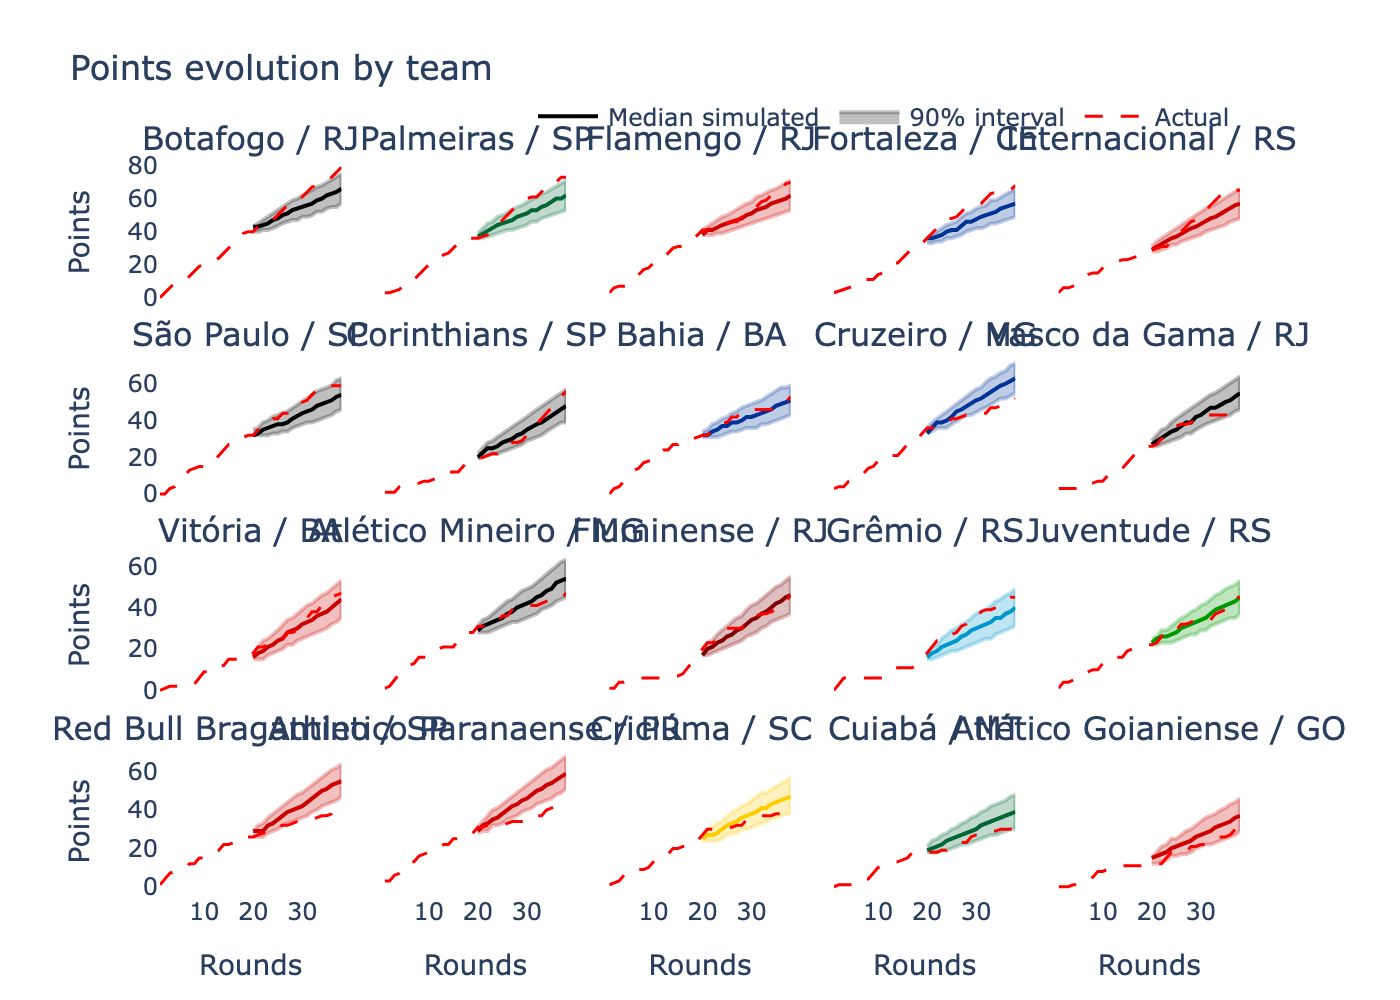 Points evolution by team
Median simulated 90% interval Actual
Botafogo / RJ Palmeiras / SP Flamengo / RJ Fortaleza / CE Internacional / RS
80
60
40
20
0
Points
São Paulo / SP Corinthians / SP Bahia / BA Cruzeiro / MG Vasco da Gama / RJ
60
40
20
0
Points
Vitória / BA Atlético Mineiro / MG Fluminense / RJ Grêmio / RS Juventude / RS
60
40
20
0
Points
Red Bull Bragantino / SP Athletico Paranaense / PR Criciúma / SC Cuiabá / MT Atlético Goianiense / GO
60
40
20
0
Points
10 20 30 10 20 30 10 20 30 10 20 30 10 20 30
Rounds Rounds Rounds Rounds Rounds